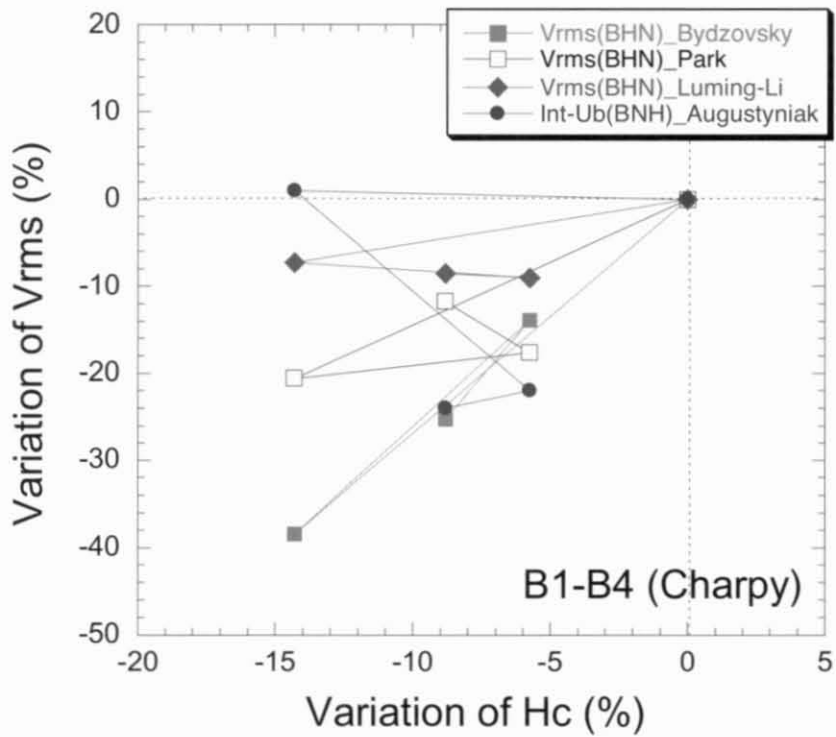 Vrms(BHN)_Bydzovsky
Vrms(BHN)_Park
Vrms(BHN)_Luming-Li
Int-Ub(BNH)_Augustyniak
20
10
0
-10
-20
-30
-40
-50
Variation of Vrms (%)
B1-B4 (Charpy)
-20 -15 -10 -5 0 5
Variation of Hc (%)